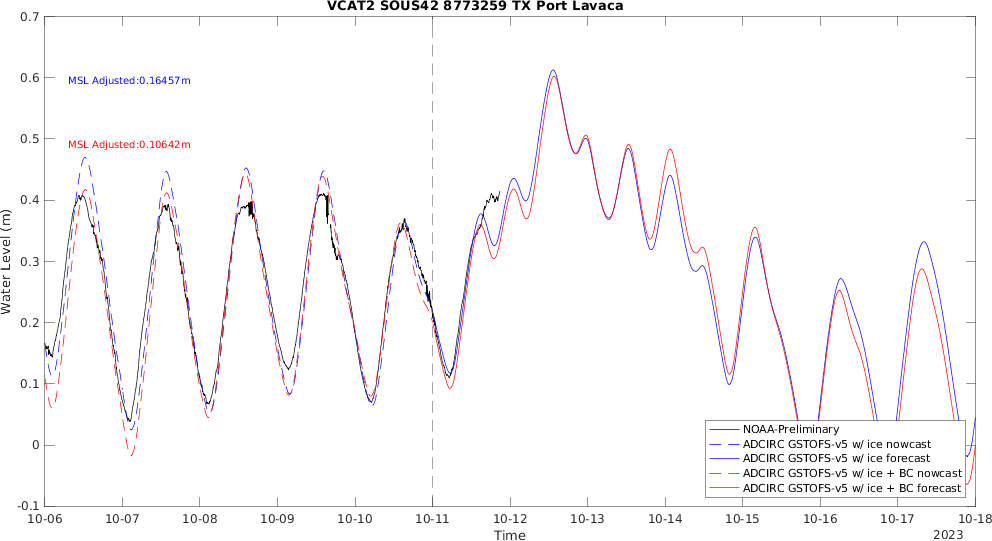 VCAT2 SOUS42 8773259 TX Port Lavaca
0.7
0.6
0.5
0.4
0.3
0.2
0.1
0
-0.1
Water Level (m)
MSL Adjusted:0.16457m
MSL Adjusted:0.10642m
NOAA-Preliminary
ADCIRC GSTOFS-v5 w/ ice nowcast
ADCIRC GSTOFS-v5 w/ ice forecast
ADCIRC GSTOFS-v5 w/ ice + BC nowcast
ADCIRC GSTOFS-v5 w/ ice + BC forecast
10-06 10-07 10-08 10-09 10-10 10-11 10-12 10-13 10-14 10-15 10-16 10-17 10-18
Time
2023